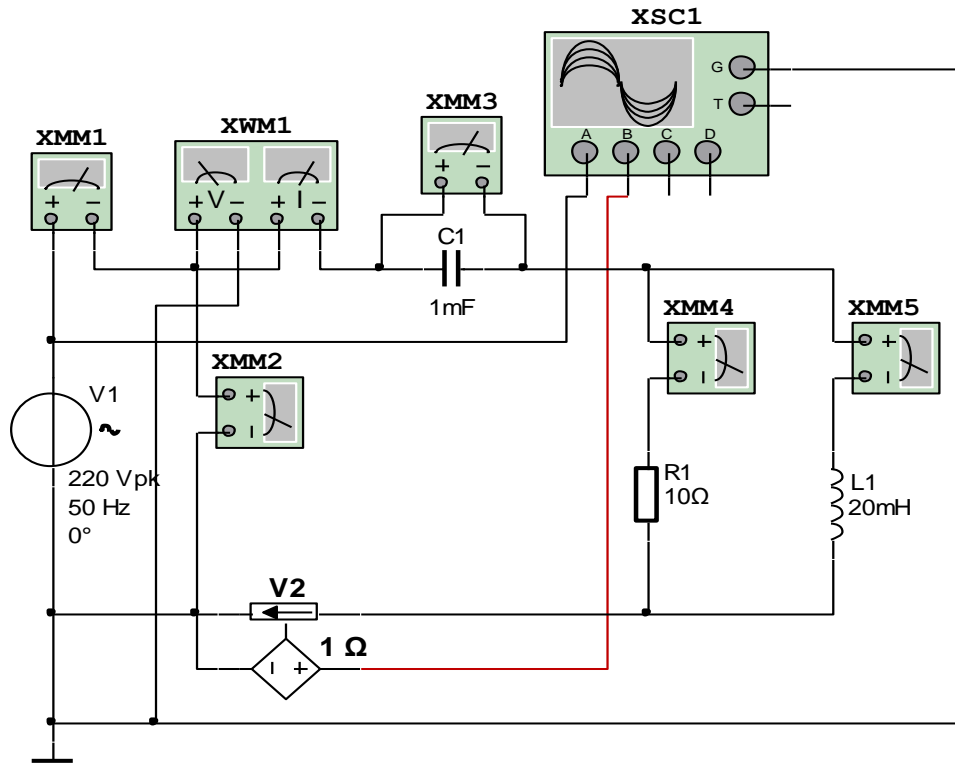 XSC1
G
T
A B C D
XMM3
+ −
XMM1
+ −
XWM1
+ V − + I −
C1
1mF
XMM4
+
I
XMM5
+
I
XMM2
+
I
V1
~
220 Vpk
50 Hz
0°
R1
10Ω
L1
20mH
V2
1 Ω
I +